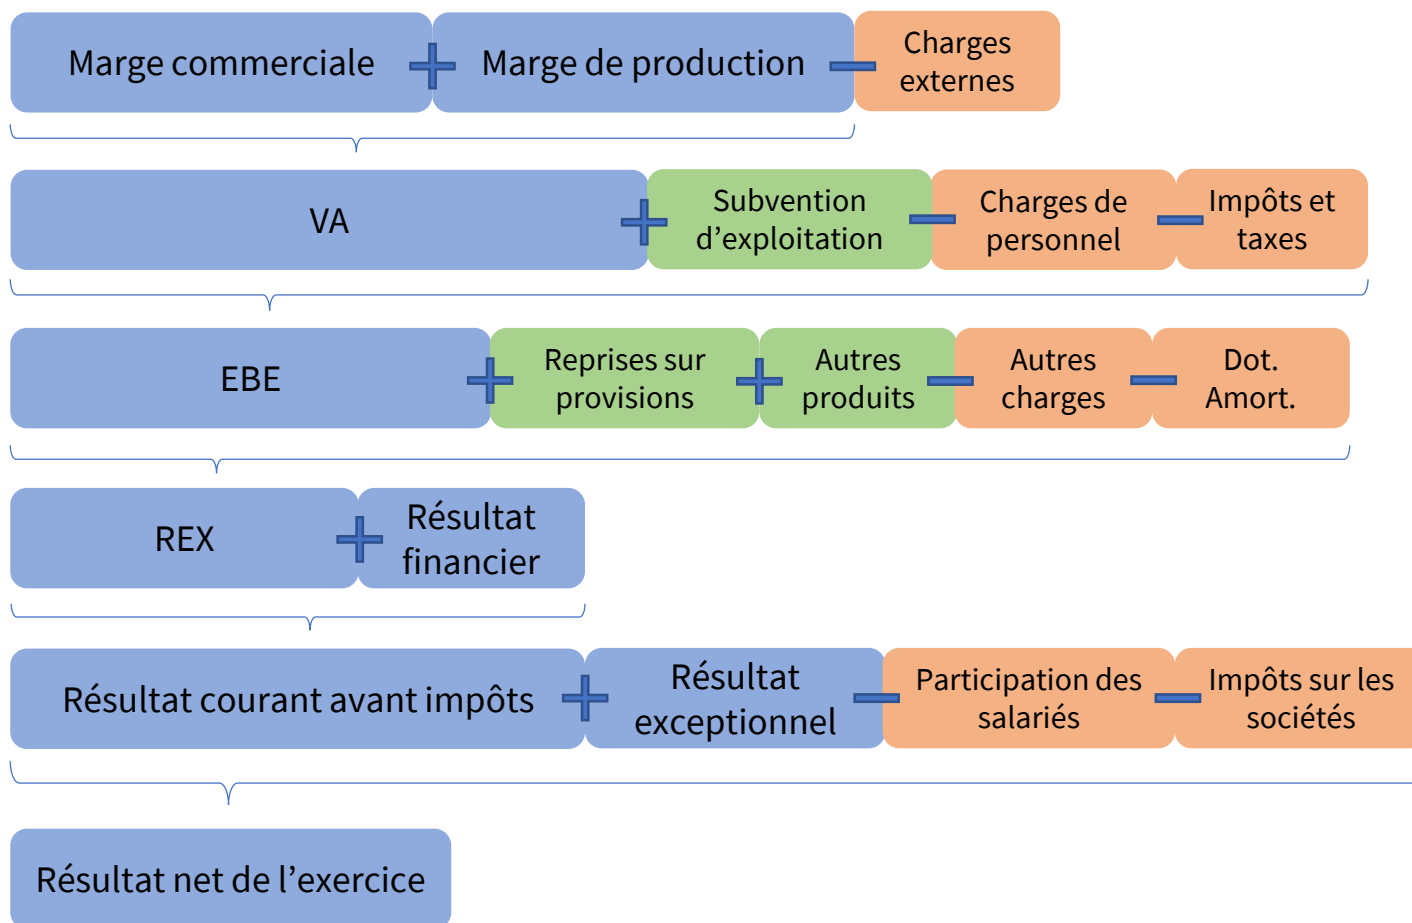 Marge commerciale
Marge de production
Charges
externes
VA
Subvention
d’exploitation
Charges de
personnel
Impôts et
taxes
EBE
Reprises sur
provisions
Autres
produits
Autres
charges
Dot.
Amort.
REX
Résultat
financier
Résultat courant avant impôts
Résultat
exceptionnel
Participation des
salariés
Impôts sur les
sociétés
Résultat net de l’exercice